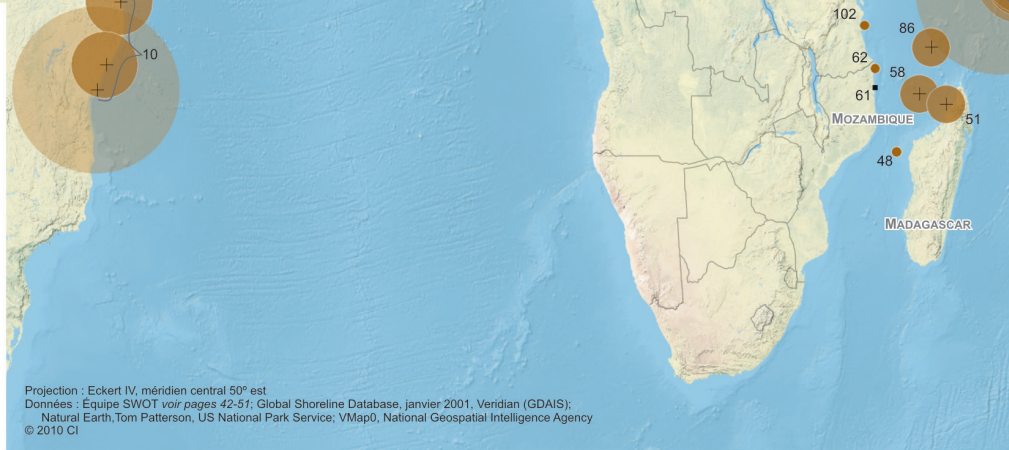 10
102
86
62
58
61
MOZAMBIQUE
51
48
MADAGASCAR
Projection : Eckert IV, méridien central 50º est
Données : Équipe SWOT voir pages 42-51; Global Shoreline Database, janvier 2001, Veridian (GDAIS);
Natural Earth,Tom Patterson, US National Park Service; VMap0, National Geospatial Intelligence Agency
© 2010 CI